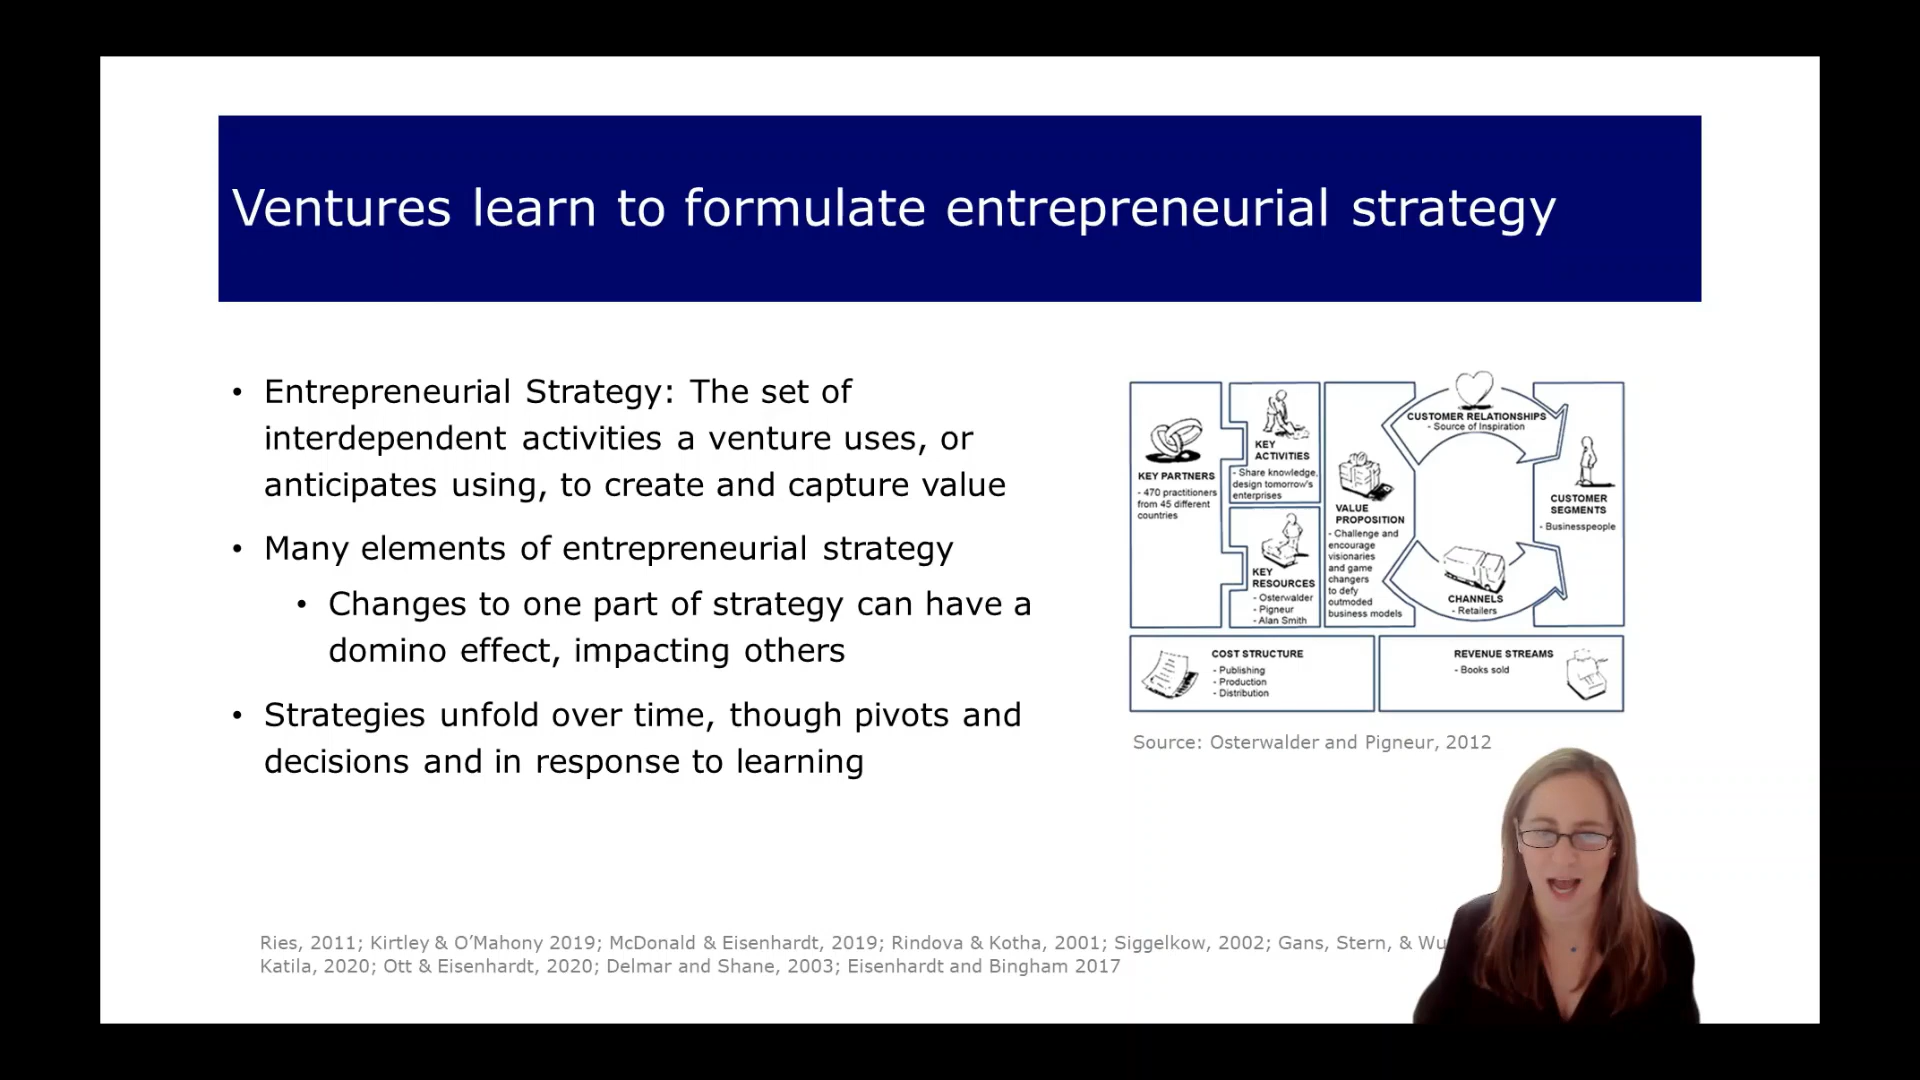 Ventures learn to formulate entrepreneurial strategy
• Entrepreneurial Strategy: The set of
interdependent activities a venture uses, or
anticipates using, to create and capture value
• Many elements of entrepreneurial strategy
• Changes to one part of strategy can have a
domino effect, impacting others
• Strategies unfold over time, though pivots and
decisions and in response to learning
KEY PARTNERS
- 470 practitioners
from 45 different
countries
KEY
ACTIVITIES
- Share knowledge,
design tomorrow's
enterprises
KEY
RESOURCES
- Osterwalder
- Pigneur
- Alan Smith
VALUE
PROPOSITION
- Challenge and
encourage
visionaries
and game
changers
to defy
outmoded
business models
CUSTOMER RELATIONSHIPS
- Source of Inspiration
CHANNELS
- Retailers
CUSTOMER
SEGMENTS
- Businesspeople
COST STRUCTURE
- Publishing
- Production
- Distribution
REVENUE STREAMS
- Books sold
Source: Osterwalder and Pigneur, 2012
Ries, 2011; Kirtley & O’Mahony 2019; McDonald & Eisenhardt, 2019; Rindova & Kotha, 2001; Siggelkow, 2002; Gans, Stern, & Wu
Katila, 2020; Ott & Eisenhardt, 2020; Delmar and Shane, 2003; Eisenhardt and Bingham 2017